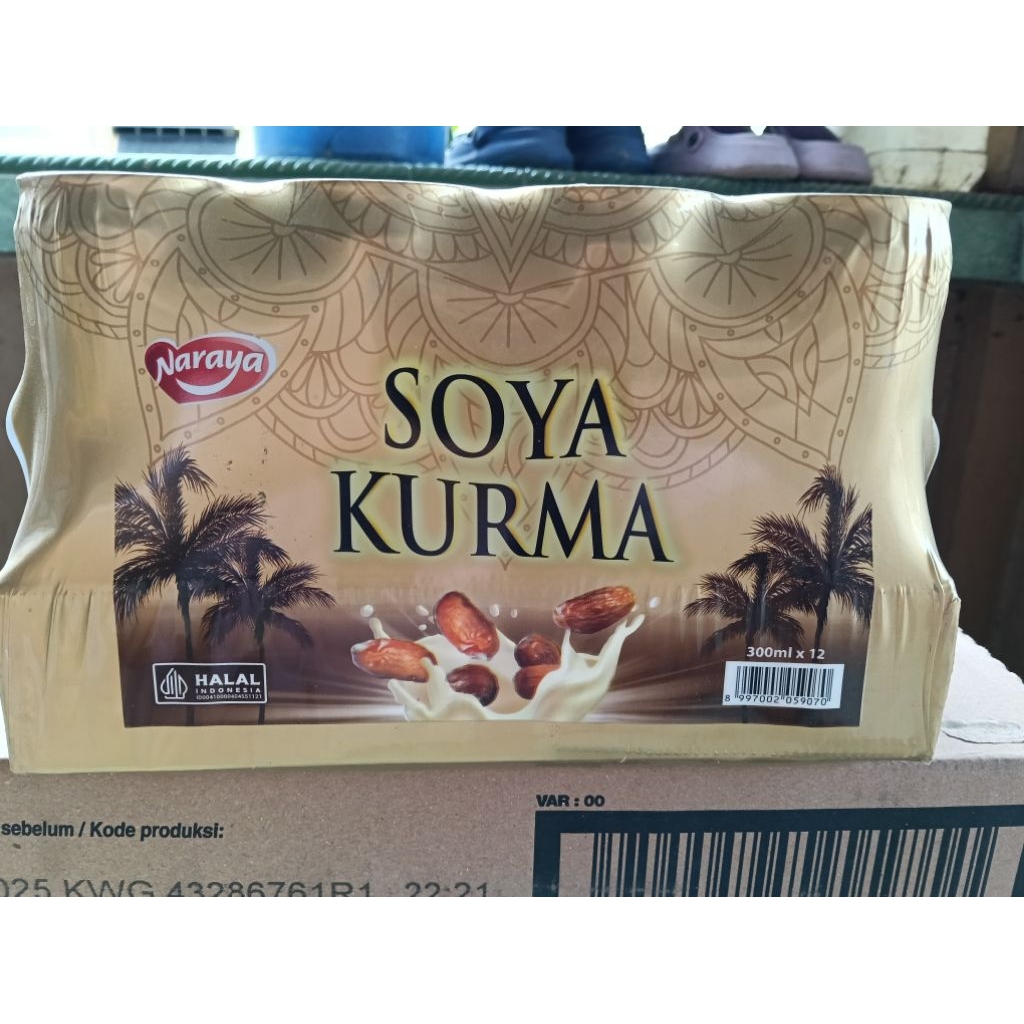 Naraya
SOYA
KURMA
HALAL
INDONESIA
300ml x 12
8 997002 059070
VAR : 00
sebelum / Kode produksi:
025 KWG 43286761R1 22:21